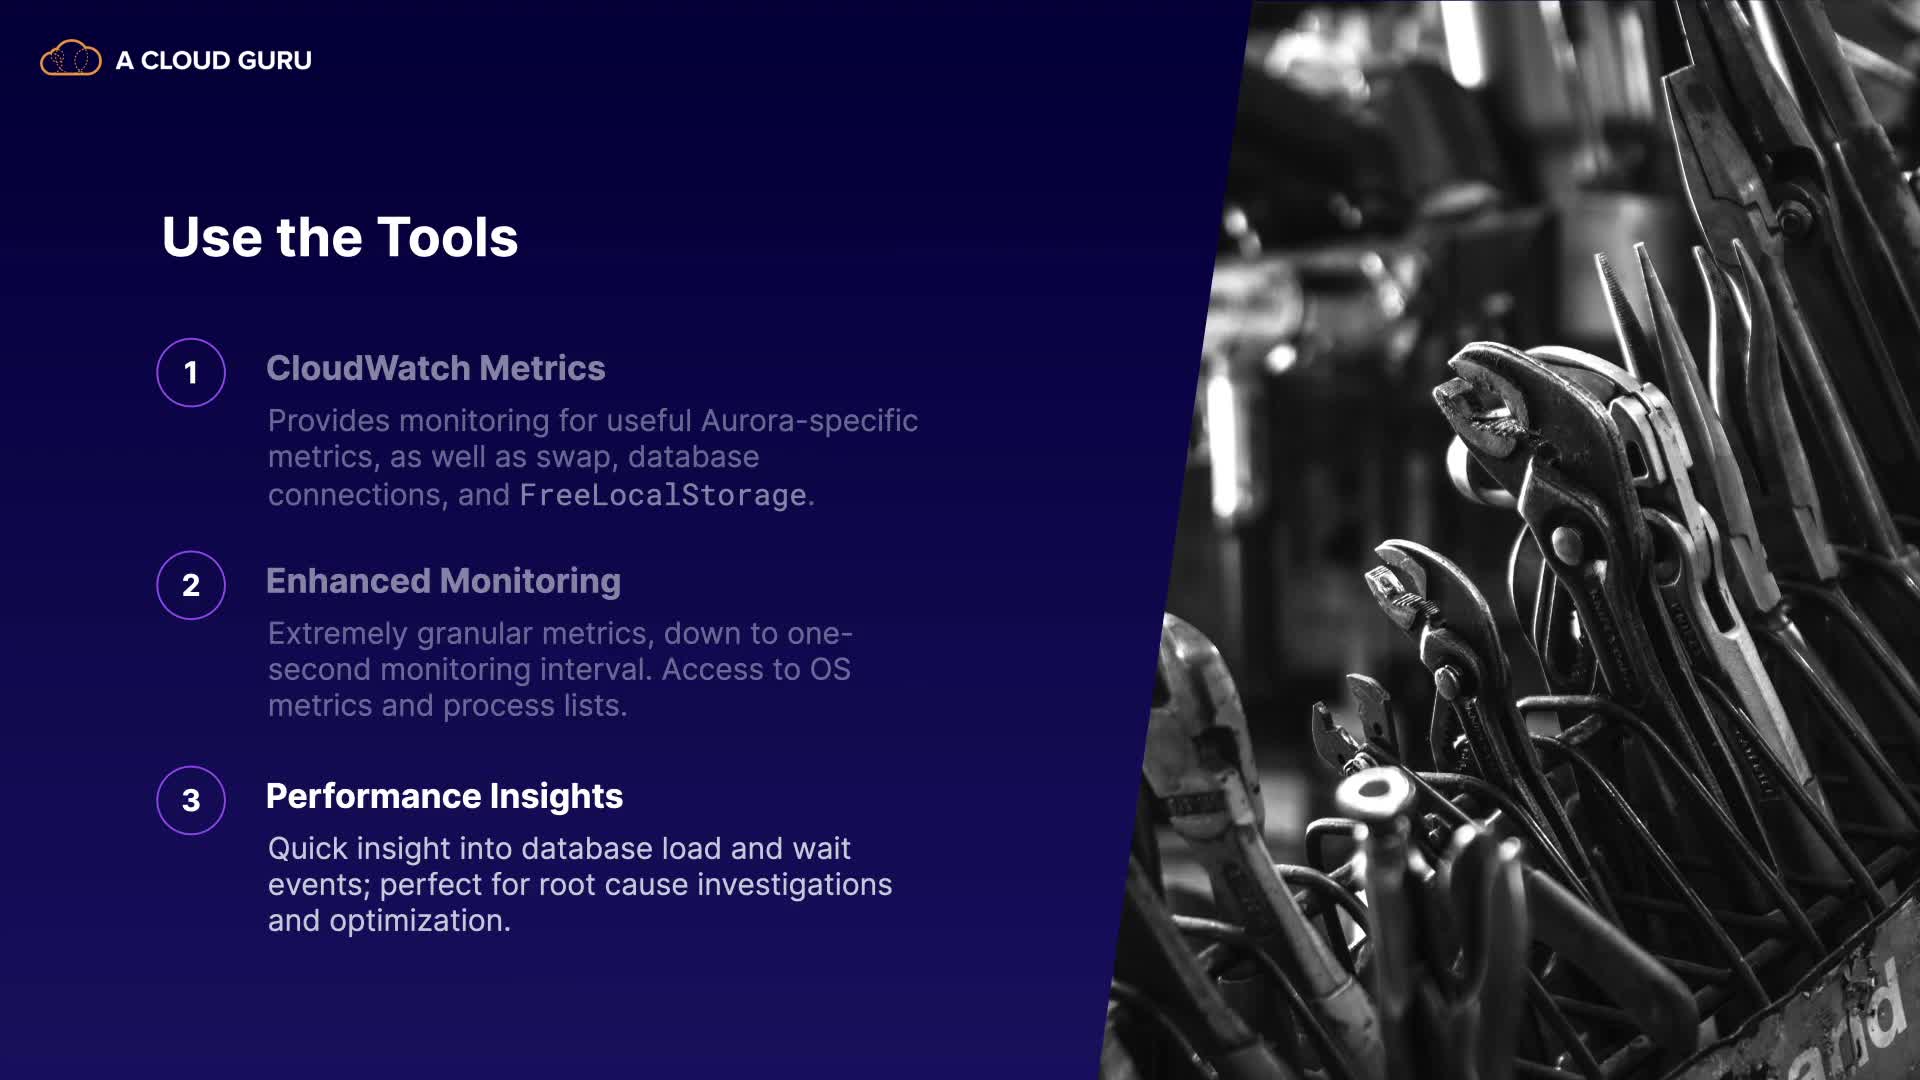 A CLOUD GURU
Use the Tools
1
CloudWatch Metrics
Provides monitoring for useful Aurora-specific
metrics, as well as swap, database
connections, and FreeLocalStorage.
2
Enhanced Monitoring
Extremely granular metrics, down to one-
second monitoring interval. Access to OS
metrics and process lists.
3
Performance Insights
Quick insight into database load and wait
events; perfect for root cause investigations
and optimization.